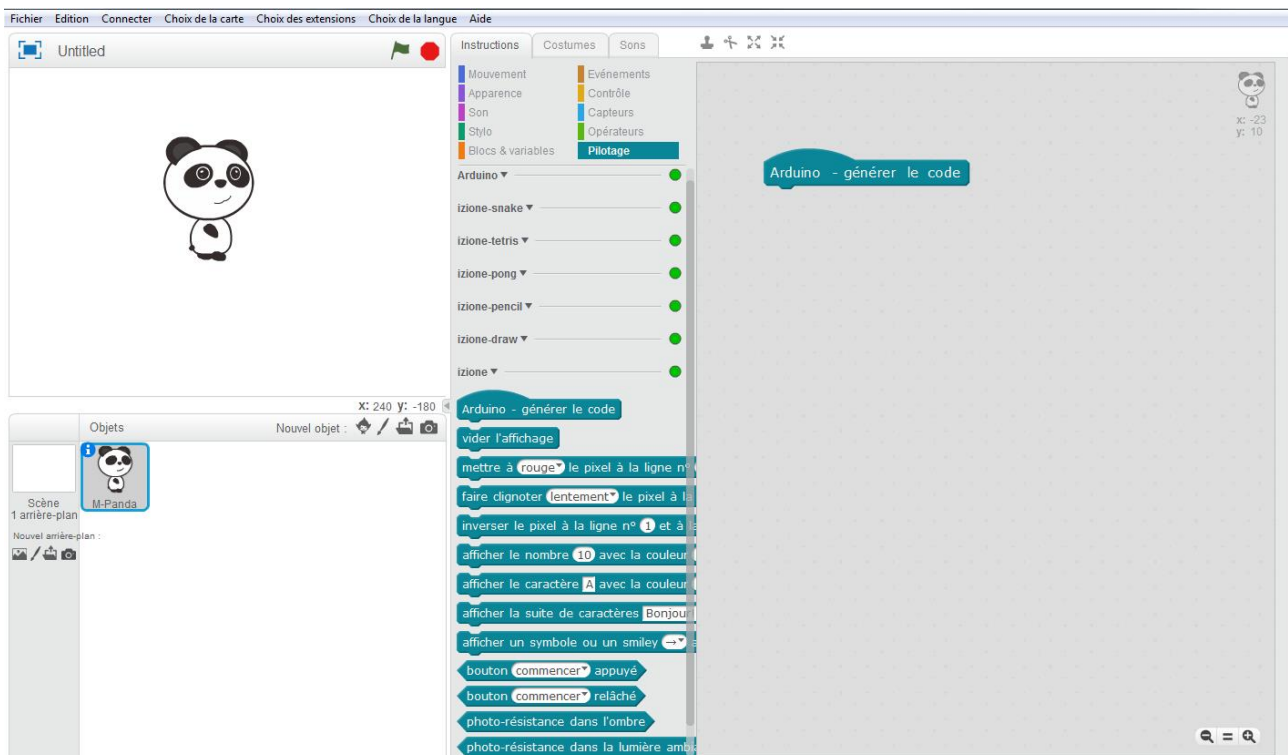 Fichier Edition Connecter Choix de la carte Choix des extensions Choix de la langue Aide
Untitled
Instructions Costumes Sons
Mouvement Evénements
Apparence Contrôle
Son Capteurs
Stylo Opérateurs
Blocs & variables Pilotage
Arduino
izione-snake
izione-tetris
izione-pong
izione-pencil
izione-draw
izione
Arduino - générer le code
vider l'affichage
mettre à rouge le pixel à la ligne n°
faire clignoter lentement le pixel à
inverser le pixel à la ligne n° 1 et à
afficher le nombre 10 avec la couleur
afficher le caractère A avec la couleur
afficher la suite de caractères Bonjour
afficher un symbole ou un smiley →
bouton commencer appuyé
bouton commencer relâché
photo-résistance dans l'ombre
photo-résistance dans la lumière
x: 240 y: -180
Objets Nouvel objet :
Scène
1 arrière-plan
Nouvel arrière-plan :
M-Panda
Arduino - générer le code
x: -23
y: 10